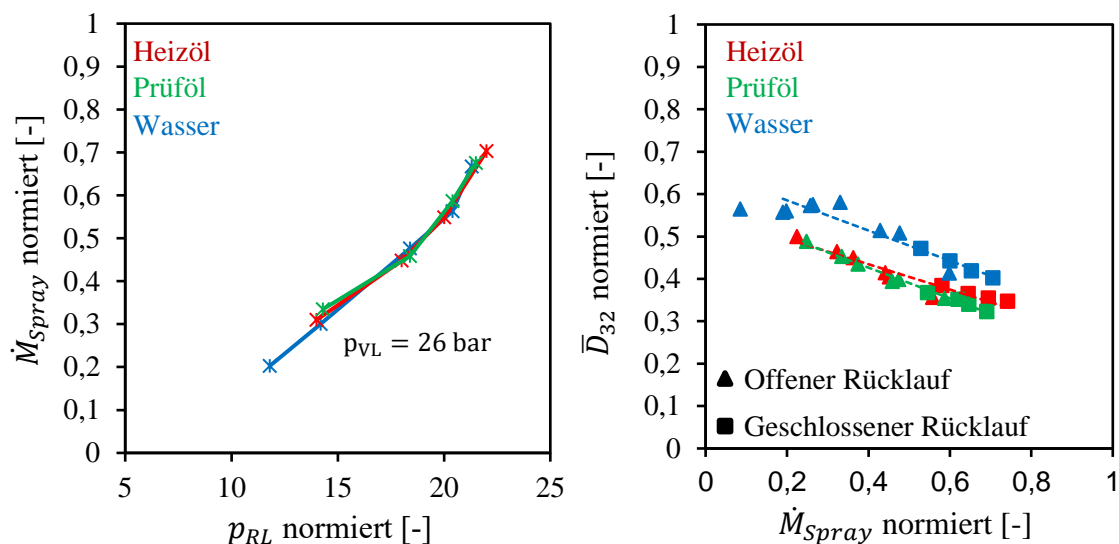 1
0,9
0,8
0,7
0,6
0,5
0,4
0,3
0,2
0,1
0
5
10
15
20
25
Ṁ_Spray normiert [-]
p_RL normiert [-]
Heizöl
Prüföl
Wasser
p_VL = 26 bar
1
0,9
0,8
0,7
0,6
0,5
0,4
0,3
0,2
0,1
0
0
0,2
0,4
0,6
0,8
1
D̅_32 normiert [-]
Ṁ_Spray normiert [-]
Heizöl
Prüföl
Wasser
Offener Rücklauf
Geschlossener Rücklauf